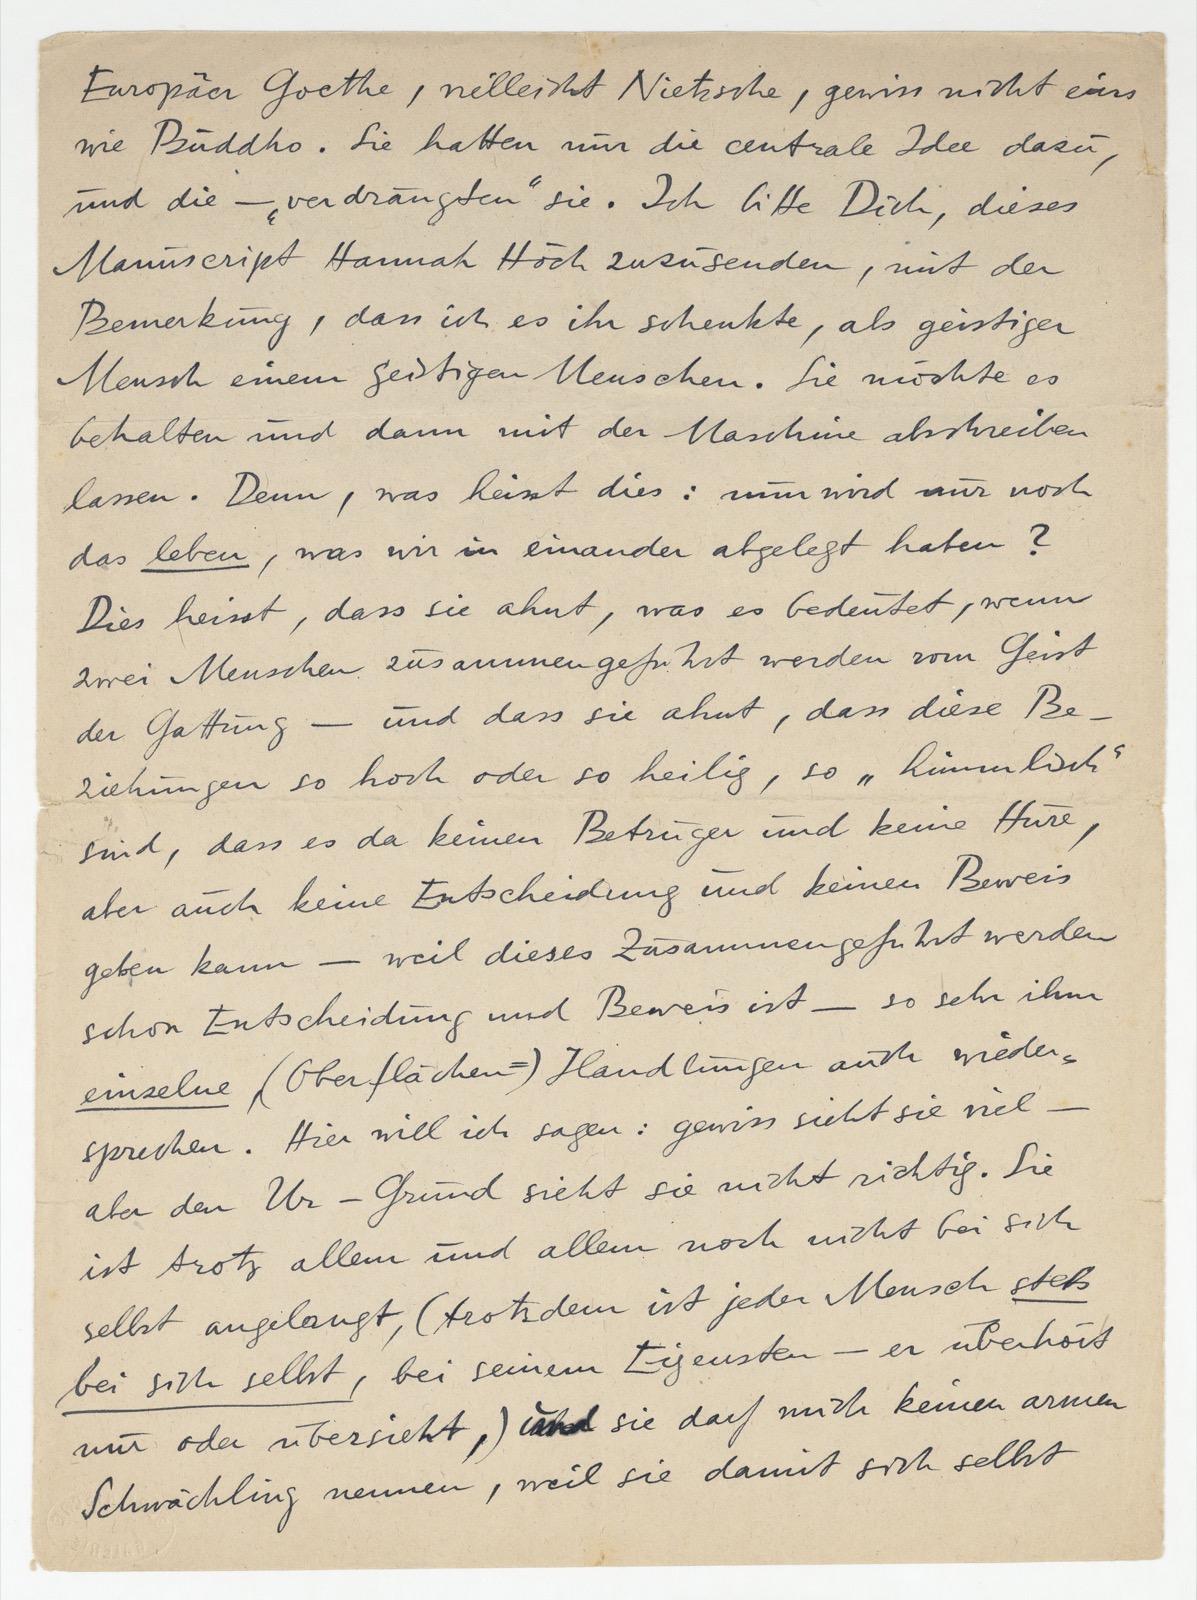 Europäer Goethe, vielleicht Nietzsche, gewiss nicht eins
wie Buddho. Sie hatten nur die centrale Idee dazu,
und die — „verdrängten“ sie. Ich bitte Dich, dieses
Manuscript Hannah Höch zuzusenden, mit der
Bemerkung, dass ich es ihr schenkte, als geistiger
Mensch einem geistigen Menschen. Sie möchte es
behalten und dann mit der Maschine abschreiben
lassen. Denn, was heisst dies: nun wird nur noch
das leben, was wir in einander abgelegt haben?
Dies heisst, dass sie ahnt, was es bedeutet, wenn
zwei Menschen zusammengeführt werden vom Geist
der Gattung — und dass sie ahnt, dass diese Be-
ziehungen so hoch oder so heilig, so „himmlisch“
sind, dass es da keinen Betrüger und keine Hure,
aber auch keine Entscheidung und keinen Beweis
geben kann — weil dieses Zusammengeführt werden
schon Entscheidung und Beweis ist — so sehr ihm
einzelne (Oberflächen=) Handlungen auch wieder=
sprechen. Hier will ich sagen: gewiss sieht sie viel —
aber den Ur-Grund sieht sie nicht richtig. Sie
ist trotz allem und allem noch nicht bei sich
selbst angelangt, (trotzdem ist jeder Mensch stets
bei sich selbst, bei seinem Eigensten — er überhört
nur oder übersieht,) und sie darf mich keinen armen
Schwächling nennen, weil sie damit sich selbst